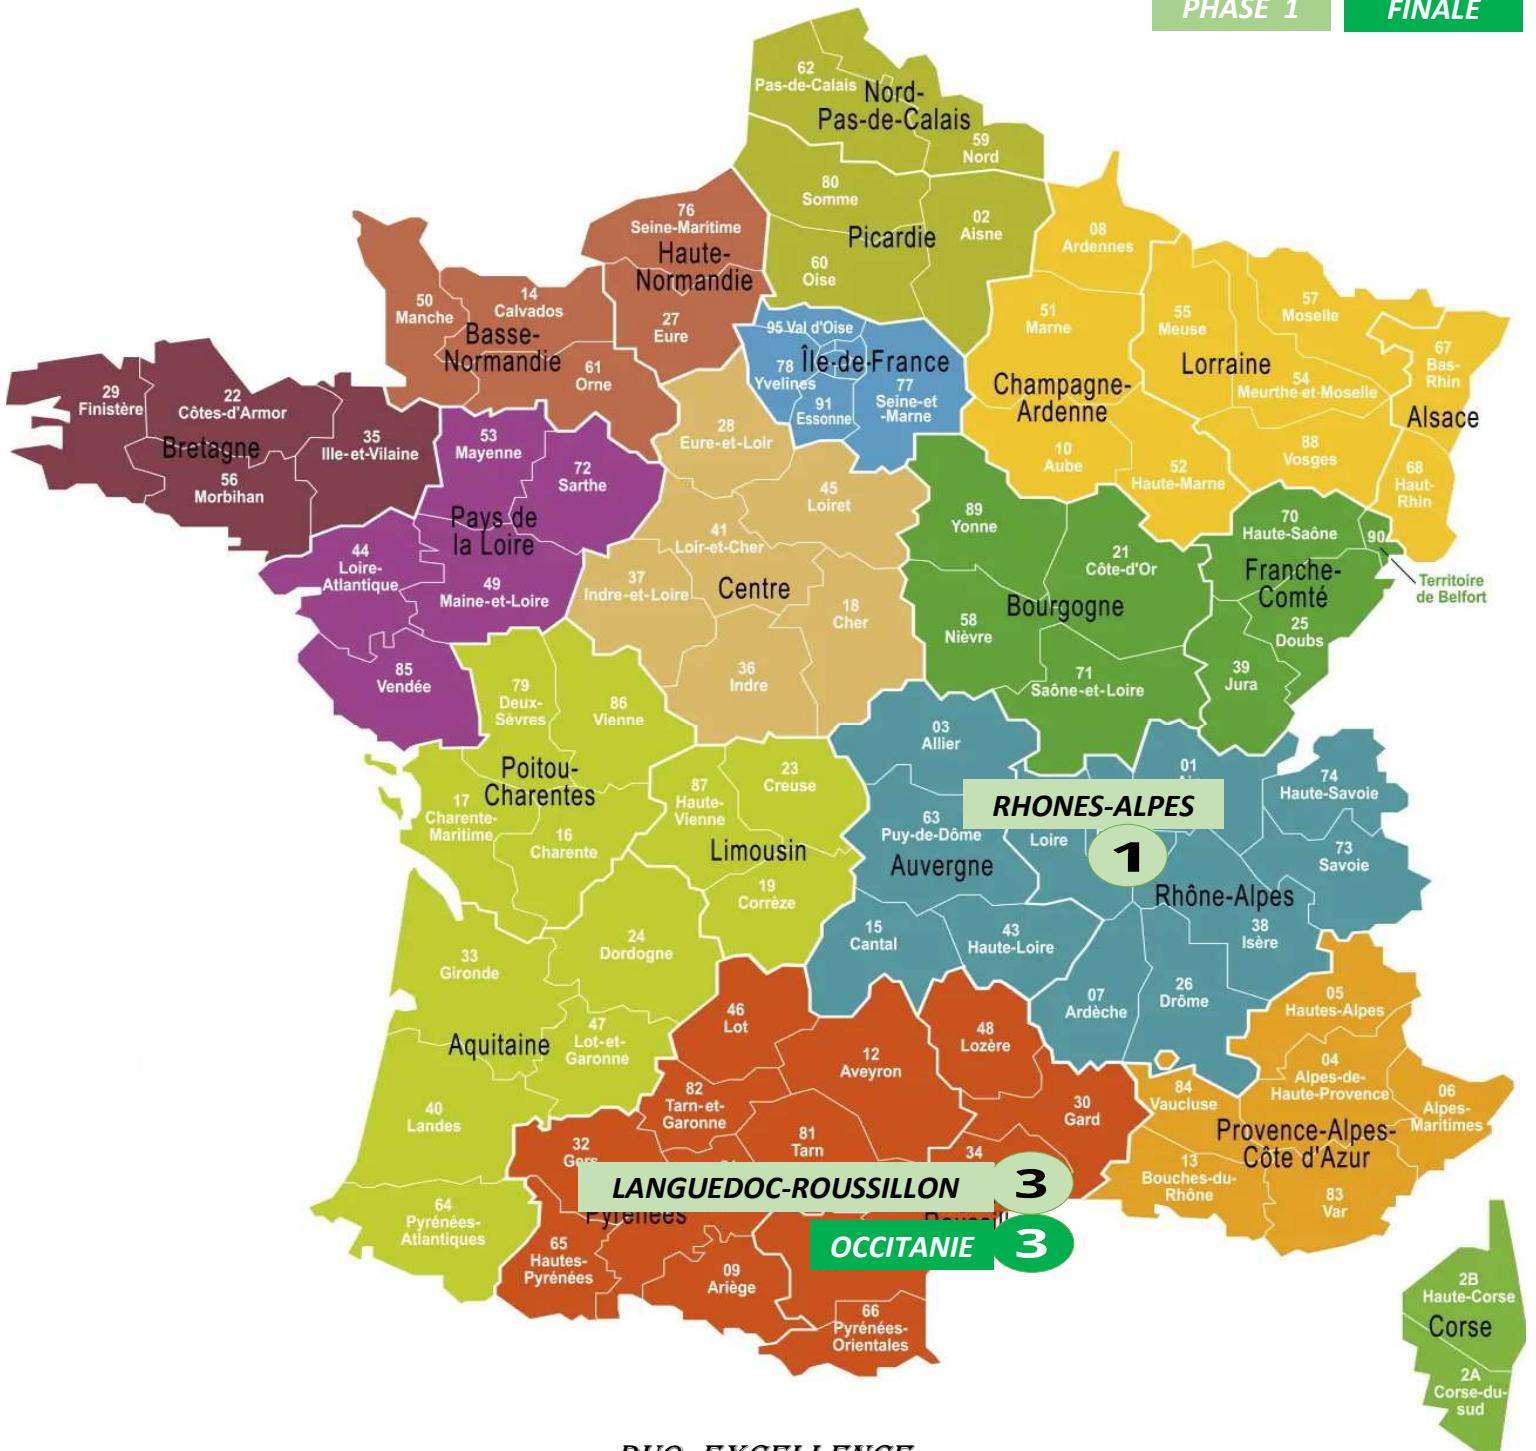 PHASE 1
FINALE
62
Pas-de-Calais
Nord-
Pas-de-Calais
59
Nord
80
Somme
02
Aisne
Picardie
60
Oise
76
Seine-Maritime
Haute-
Normandie
27
Eure
08
Ardennes
50
Manche
14
Calvados
Basse-
Normandie
61
Orne
95 Val d'Oise
Île-de-France
78
Yvelines
91
Essonne
77
Seine-et
-Marne
51
Marne
Champagne-
Ardenne
10
Aube
52
Haute-Marne
55
Meuse
57
Moselle
Lorraine
54
Meurthe-et-Moselle
88
Vosges
67
Bas-
Rhin
Alsace
68
Haut-
Rhin
29
Finistère
22
Côtes-d'Armor
Bretagne
35
Ille-et-Vilaine
56
Morbihan
53
Mayenne
72
Sarthe
Pays de
la Loire
44
Loire-
Atlantique
49
Maine-et-Loire
85
Vendée
28
Eure-et-Loir
45
Loiret
41
Loir-et-Cher
37
Indre-et-Loire
Centre
18
Cher
36
Indre
89
Yonne
21
Côte-d'Or
Bourgogne
58
Nièvre
71
Saône-et-Loire
70
Haute-Saône
90
Territoire
de Belfort
Franche-
Comté
25
Doubs
39
Jura
79
Deux-
Sèvres
86
Vienne
Poitou-
Charentes
17
Charente-
Maritime
16
Charente
87
Haute-
Vienne
23
Creuse
Limousin
19
Corrèze
03
Allier
63
Puy-de-Dôme
Auvergne
15
Cantal
43
Haute-Loire
01
RHONES-ALPES
1
Loire
74
Haute-Savoie
73
Savoie
Rhône-Alpes
38
Isère
07
Ardèche
26
Drôme
33
Gironde
24
Dordogne
47
Lot-et-
Garonne
Aquitaine
40
Landes
64
Pyrénées-
Atlantiques
46
Lot
12
Aveyron
48
Lozère
82
Tarn-et-
Garonne
81
Tarn
30
Gard
32
Gers
34
LANGUEDOC-ROUSSILLON 3
Pyrénées
OCCITANIE 3
65
Hautes-
Pyrénées
09
Ariège
66
Pyrénées-
Orientales
05
Hautes-Alpes
04
Alpes-de-
Haute-Provence
06
Alpes-
Maritimes
84
Vaucluse
Provence-Alpes-
Côte d'Azur
13
Bouches-du-
Rhône
83
Var
2B
Haute-Corse
Corse
2A
Corse-du-
sud
EXCELLENCE